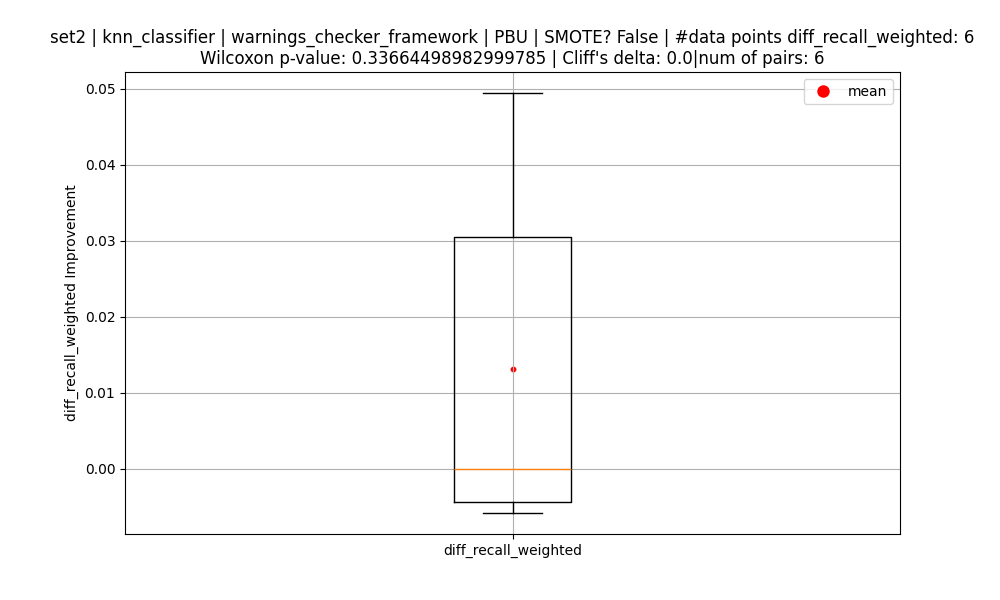 set2 | knn_classifier | warnings_checker_framework | PBU | SMOTE? False | #data points diff_recall_weighted: 6
Wilcoxon p-value: 0.33664498982999785 | Cliff's delta: 0.0|num of pairs: 6
mean
0.05
0.04
0.03
0.02
0.01
0.00
diff_recall_weighted Improvement
diff_recall_weighted